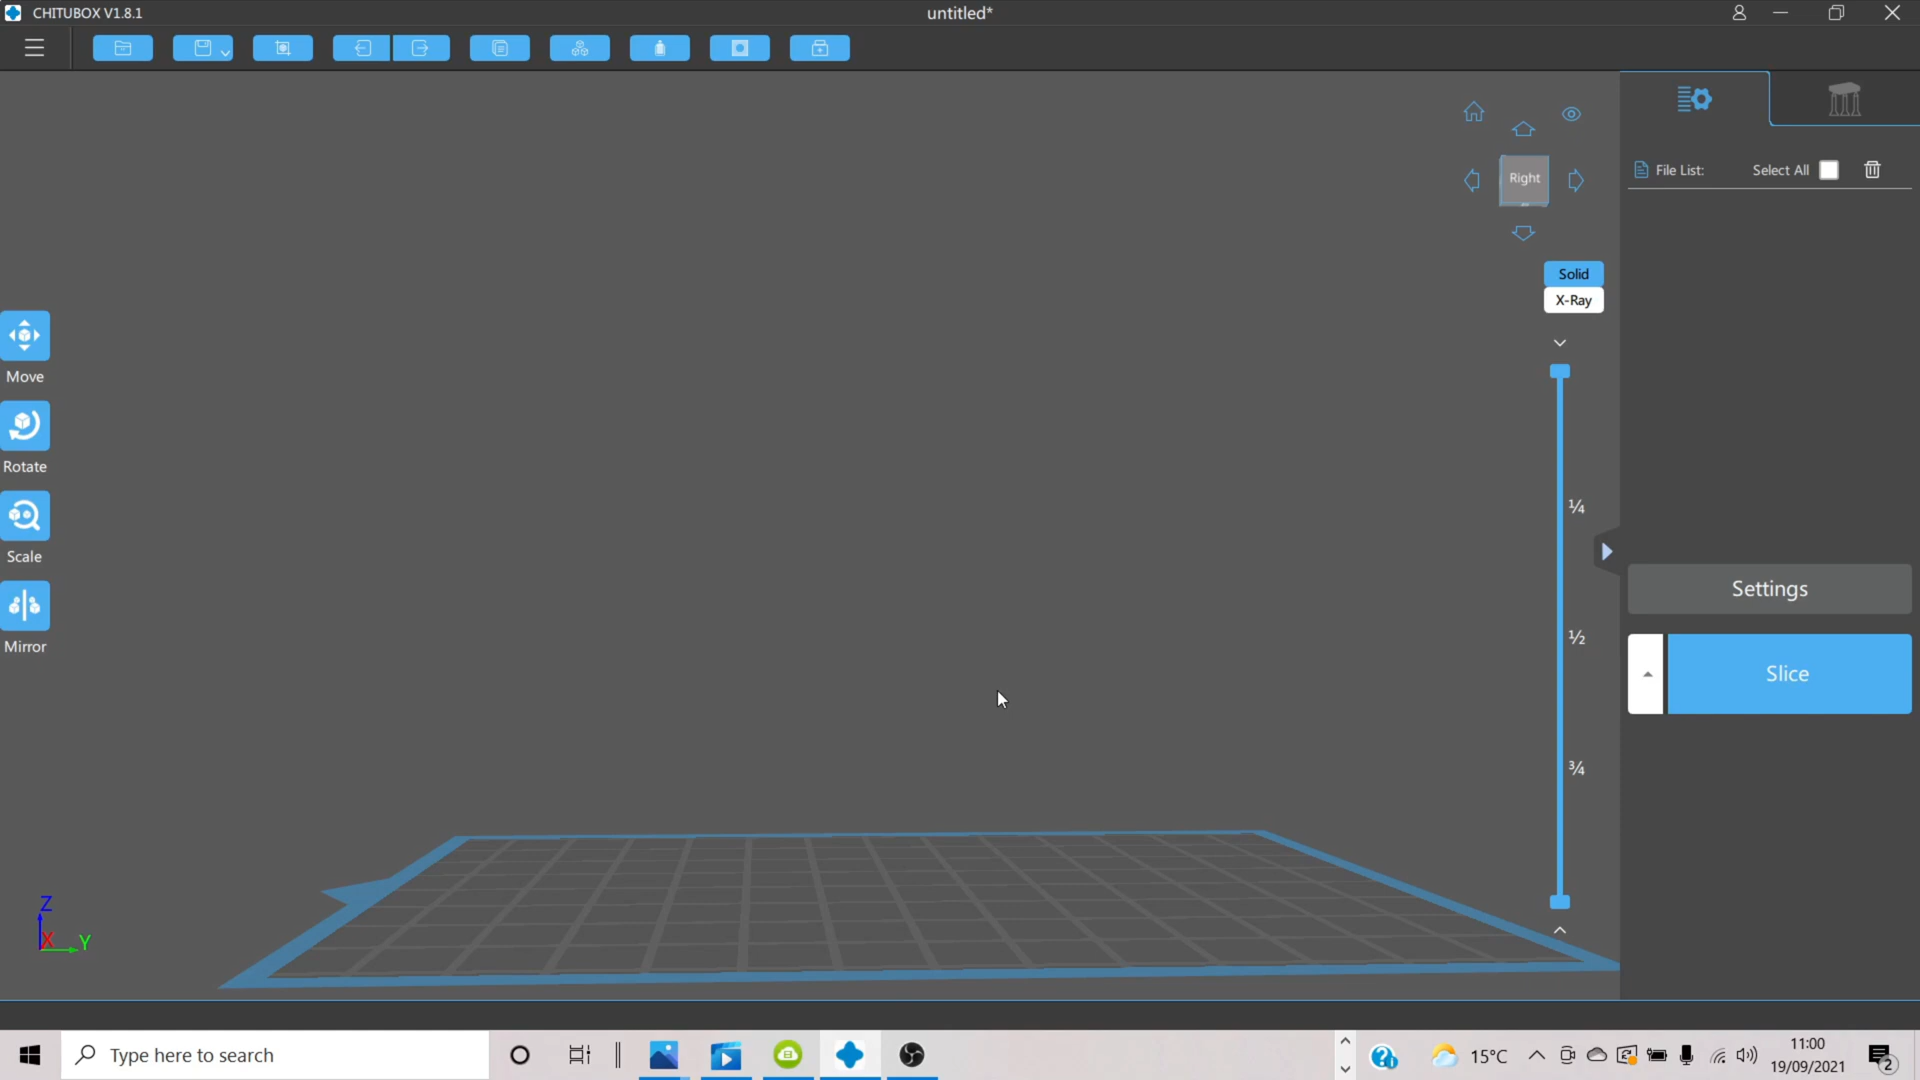 CHITUBOX V1.8.1
untitled*
File List:
Select All
Right
Solid
X-Ray
Move
Rotate
Scale
Mirror
¼
½
¾
Settings
Slice
Z
X
Y
Type here to search
15°C
11:00
19/09/2021
2